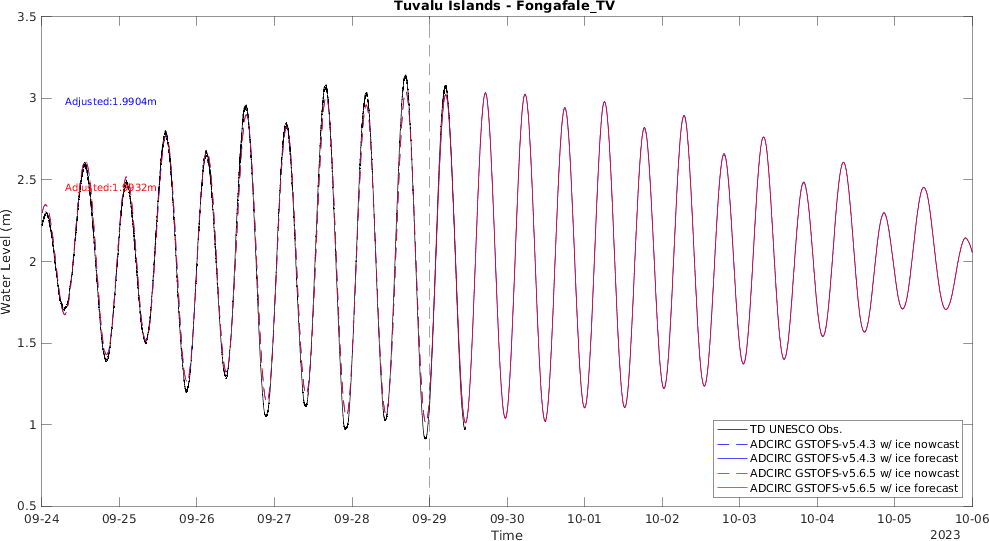 Tuvalu Islands - Fongafale_TV
3.5
3
2.5
2
1.5
1
0.5
Water Level (m)
Adjusted:1.9904m
Adjusted:1.9932m
TD UNESCO Obs.
ADCIRC GSTOFS-v5.4.3 w/ ice nowcast
ADCIRC GSTOFS-v5.4.3 w/ ice forecast
ADCIRC GSTOFS-v5.6.5 w/ ice nowcast
ADCIRC GSTOFS-v5.6.5 w/ ice forecast
09-24 09-25 09-26 09-27 09-28 09-29 09-30 10-01 10-02 10-03 10-04 10-05 10-06
Time
2023